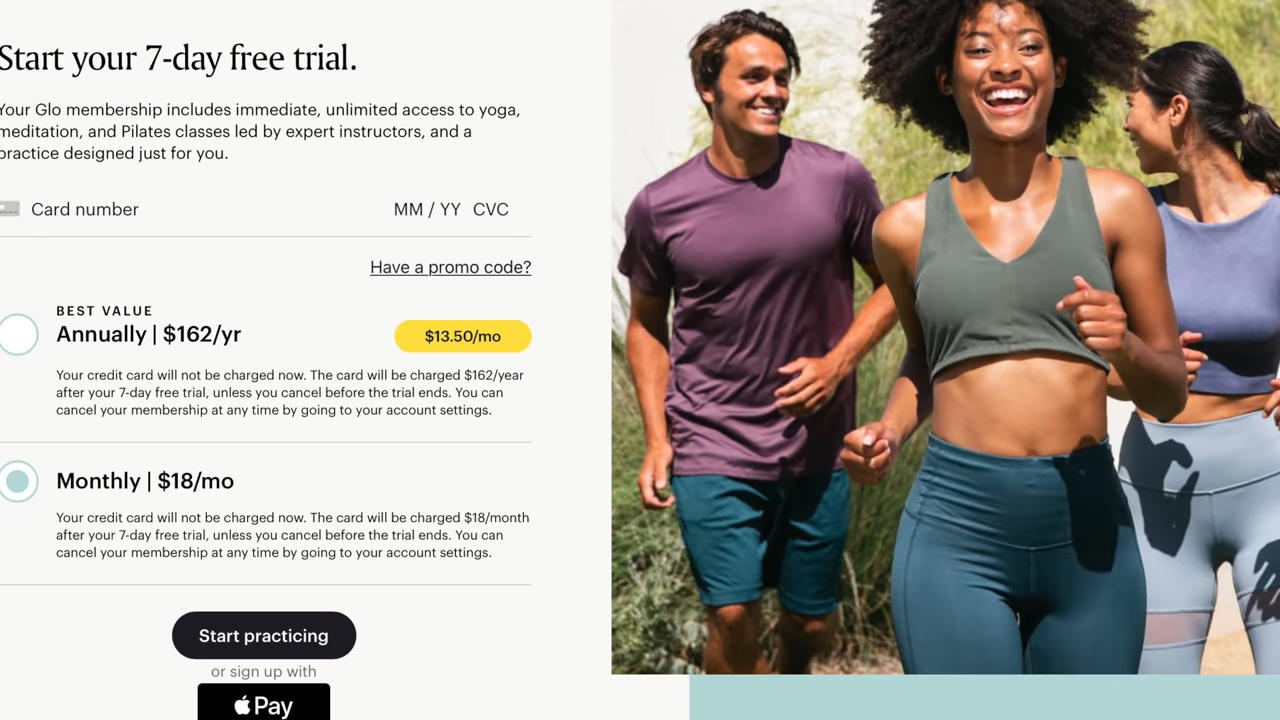 Start your 7-day free trial.
Your Glo membership includes immediate, unlimited access to yoga,
meditation, and Pilates classes led by expert instructors, and a
practice designed just for you.
Card number MM / YY CVC
Have a promo code?
BEST VALUE
Annually | $162/yr $13.50/mo
Your credit card will not be charged now. The card will be charged $162/year
after your 7-day free trial, unless you cancel before the trial ends. You can
cancel your membership at any time by going to your account settings.
Monthly | $18/mo
Your credit card will not be charged now. The card will be charged $18/month
after your 7-day free trial, unless you cancel before the trial ends. You can
cancel your membership at any time by going to your account settings.
Start practicing
or sign up with
Pay